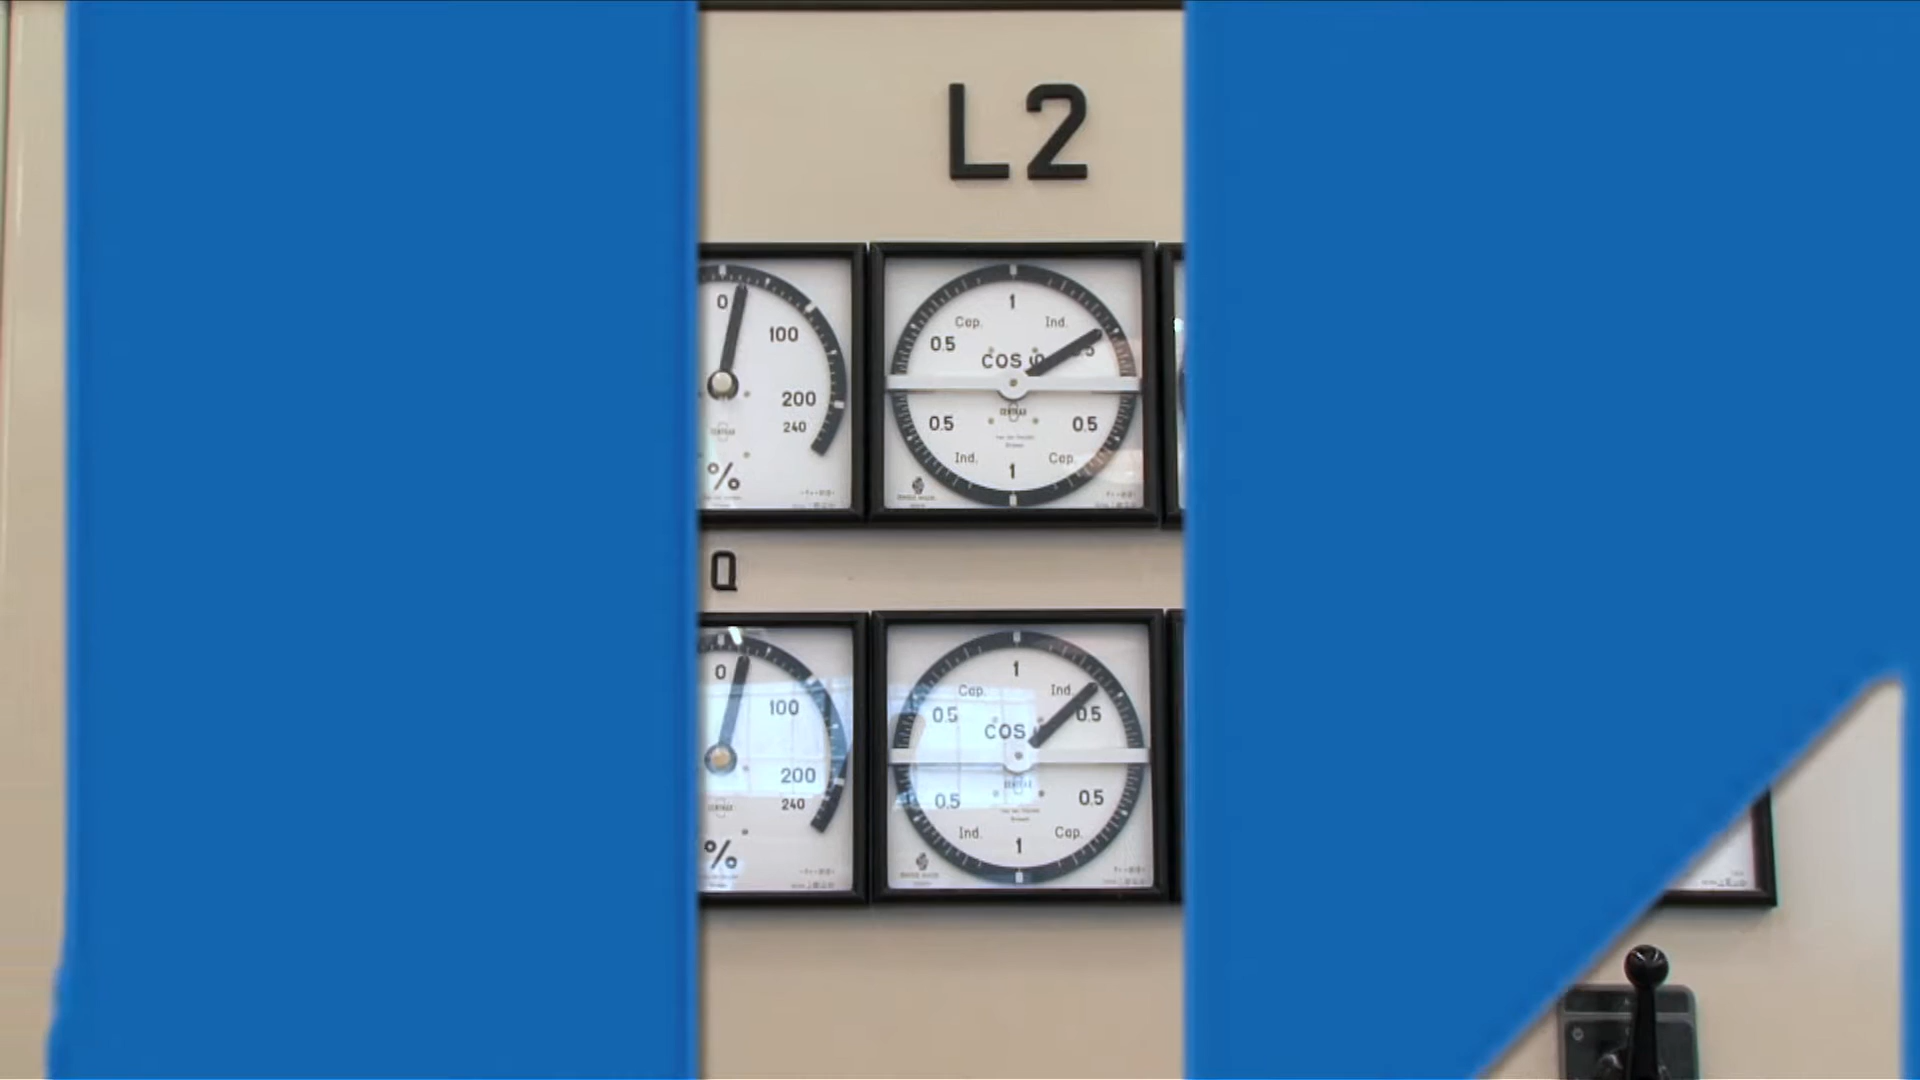 L2
0
100
200
240
%
1
Cap. Ind.
0.5
COS φ
0.5 0.5
Ind. Cap.
1
Q
0
100
200
240
%
1
Cap. Ind.
0.5 0.5
COS
0.5 0.5
Ind. Cap.
1